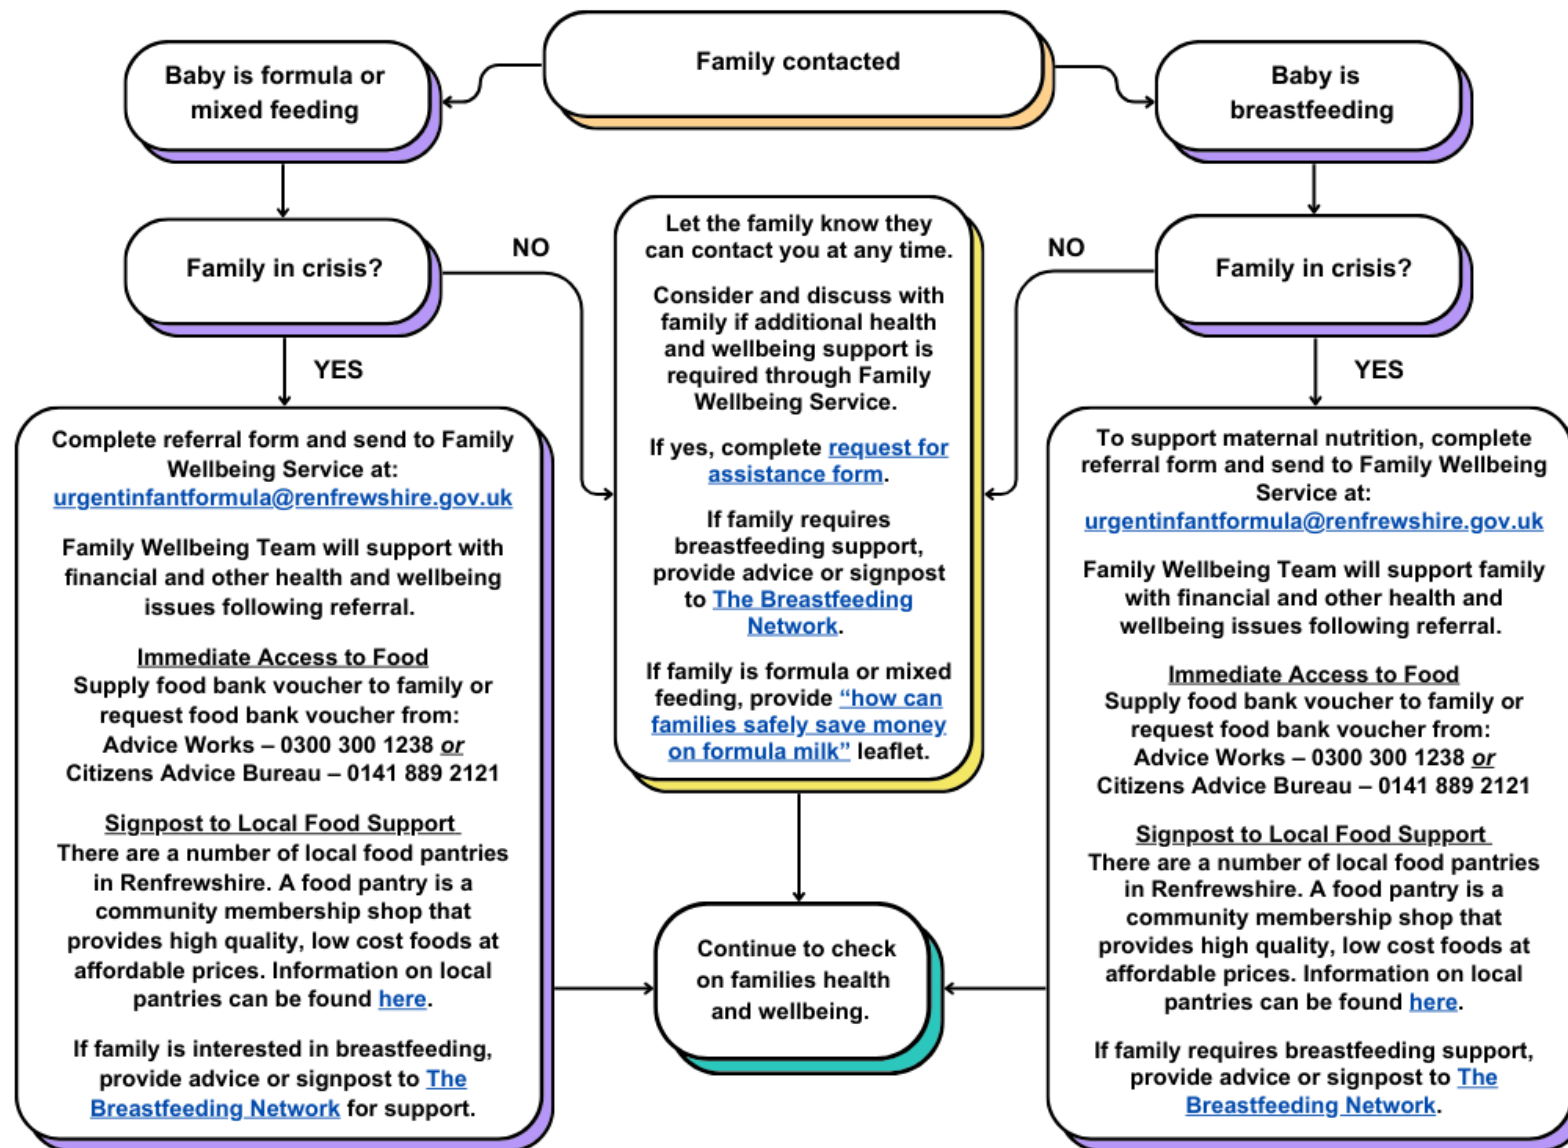 Family contacted
Baby is formula or
mixed feeding
Baby is
breastfeeding
Family in crisis?
NO
YES
Family in crisis?
NO
YES
Let the family know they
can contact you at any time.
Consider and discuss with
family if additional health
and wellbeing support is
required through Family
Wellbeing Service.
If yes, complete request for
assistance form.
If family requires
breastfeeding support,
provide advice or signpost
to The Breastfeeding
Network.
If family is formula or mixed
feeding, provide “how can
families safely save money
on formula milk” leaflet.
Complete referral form and send to Family
Wellbeing Service at:
urgentinfantformula@renfrewshire.gov.uk
Family Wellbeing Team will support with
financial and other health and wellbeing
issues following referral.
Immediate Access to Food
Supply food bank voucher to family or
request food bank voucher from:
Advice Works – 0300 300 1238 or
Citizens Advice Bureau – 0141 889 2121
Signpost to Local Food Support
There are a number of local food pantries
in Renfrewshire. A food pantry is a
community membership shop that
provides high quality, low cost foods at
affordable prices. Information on local
pantries can be found here.
If family is interested in breastfeeding,
provide advice or signpost to The
Breastfeeding Network for support.
To support maternal nutrition, complete
referral form and send to Family Wellbeing
Service at:
urgentinfantformula@renfrewshire.gov.uk
Family Wellbeing Team will support family
with financial and other health and
wellbeing issues following referral.
Immediate Access to Food
Supply food bank voucher to family or
request food bank voucher from:
Advice Works – 0300 300 1238 or
Citizens Advice Bureau – 0141 889 2121
Signpost to Local Food Support
There are a number of local food pantries
in Renfrewshire. A food pantry is a
community membership shop that
provides high quality, low cost foods at
affordable prices. Information on local
pantries can be found here.
If family requires breastfeeding support,
provide advice or signpost to The
Breastfeeding Network.
Continue to check
on families health
and wellbeing.